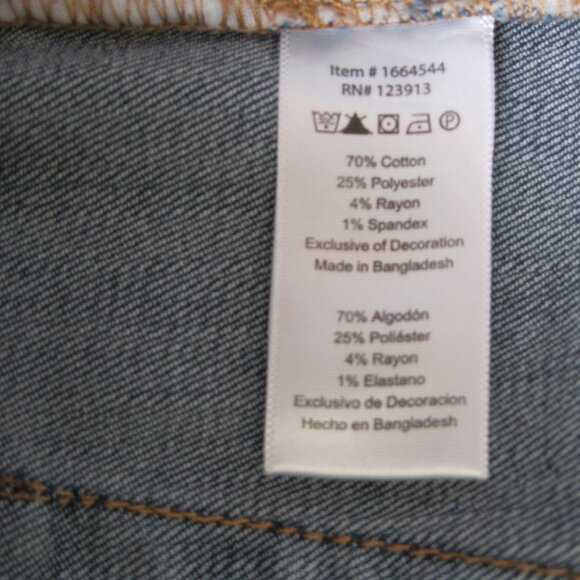 Item # 1664544
RN# 123913
70% Cotton
25% Polyester
4% Rayon
1% Spandex
Exclusive of Decoration
Made in Bangladesh
70% Algodón
25% Poliéster
4% Rayon
1% Elastano
Exclusivo de Decoracion
Hecho en Bangladesh